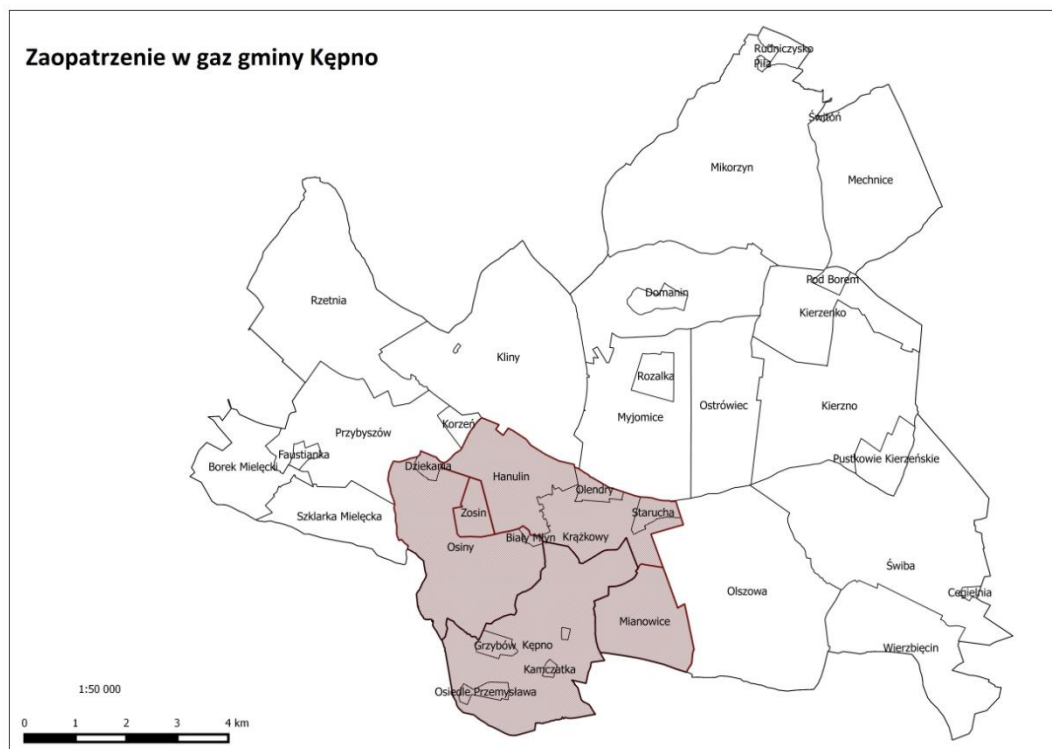 Zaopatrzenie w gaz gminy Kępno
Rudniczysko
Piła
Świtoń
Mikorzyn
Mechnice
Pod Borem
Domanin
Rzetnia
Kierzenko
Kliny
Rozalka
Ostrówiec
Kierzno
Myjomice
Korzeń
Przybyszów
Faustianka
Pustkowie Kierzeńskie
Borek Mielęcki
Dziekania
Hanulin
Olendry
Zosin
Starucha
Szklarka Mielęcka
Biały Młyn
Krążkowy
Osiny
Świba
Olszowa
Cegielnia
Mianowice
Grzybów
Kępno
Wierzbięcin
Kamczatka
Osiedle Przemysława
1:50 000
0 1 2 3 4 km